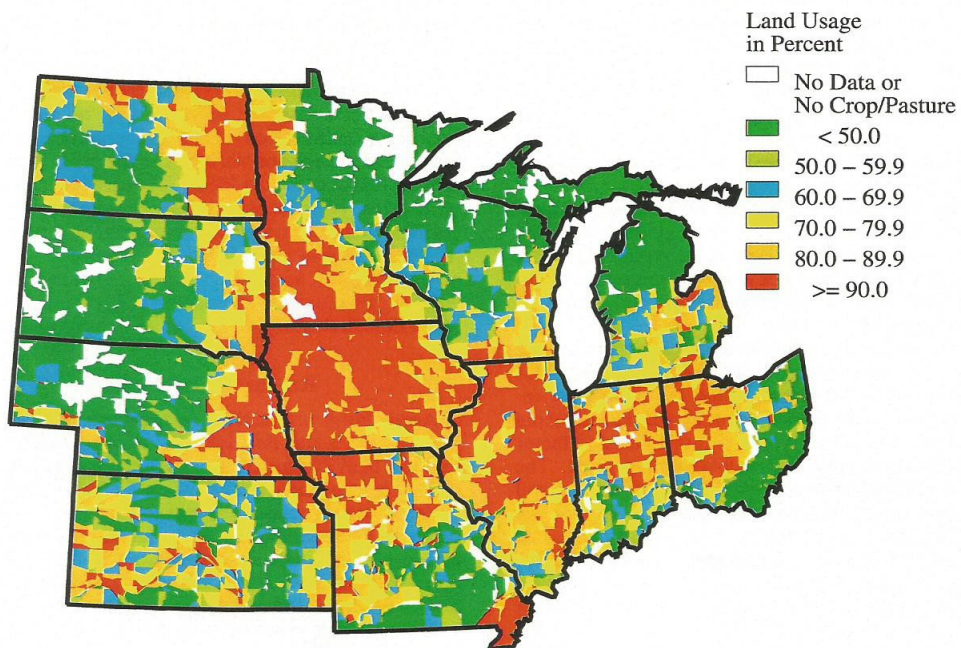 Land Usage
in Percent
No Data or
No Crop/Pasture
< 50.0
50.0 – 59.9
60.0 – 69.9
70.0 – 79.9
80.0 – 89.9
>= 90.0